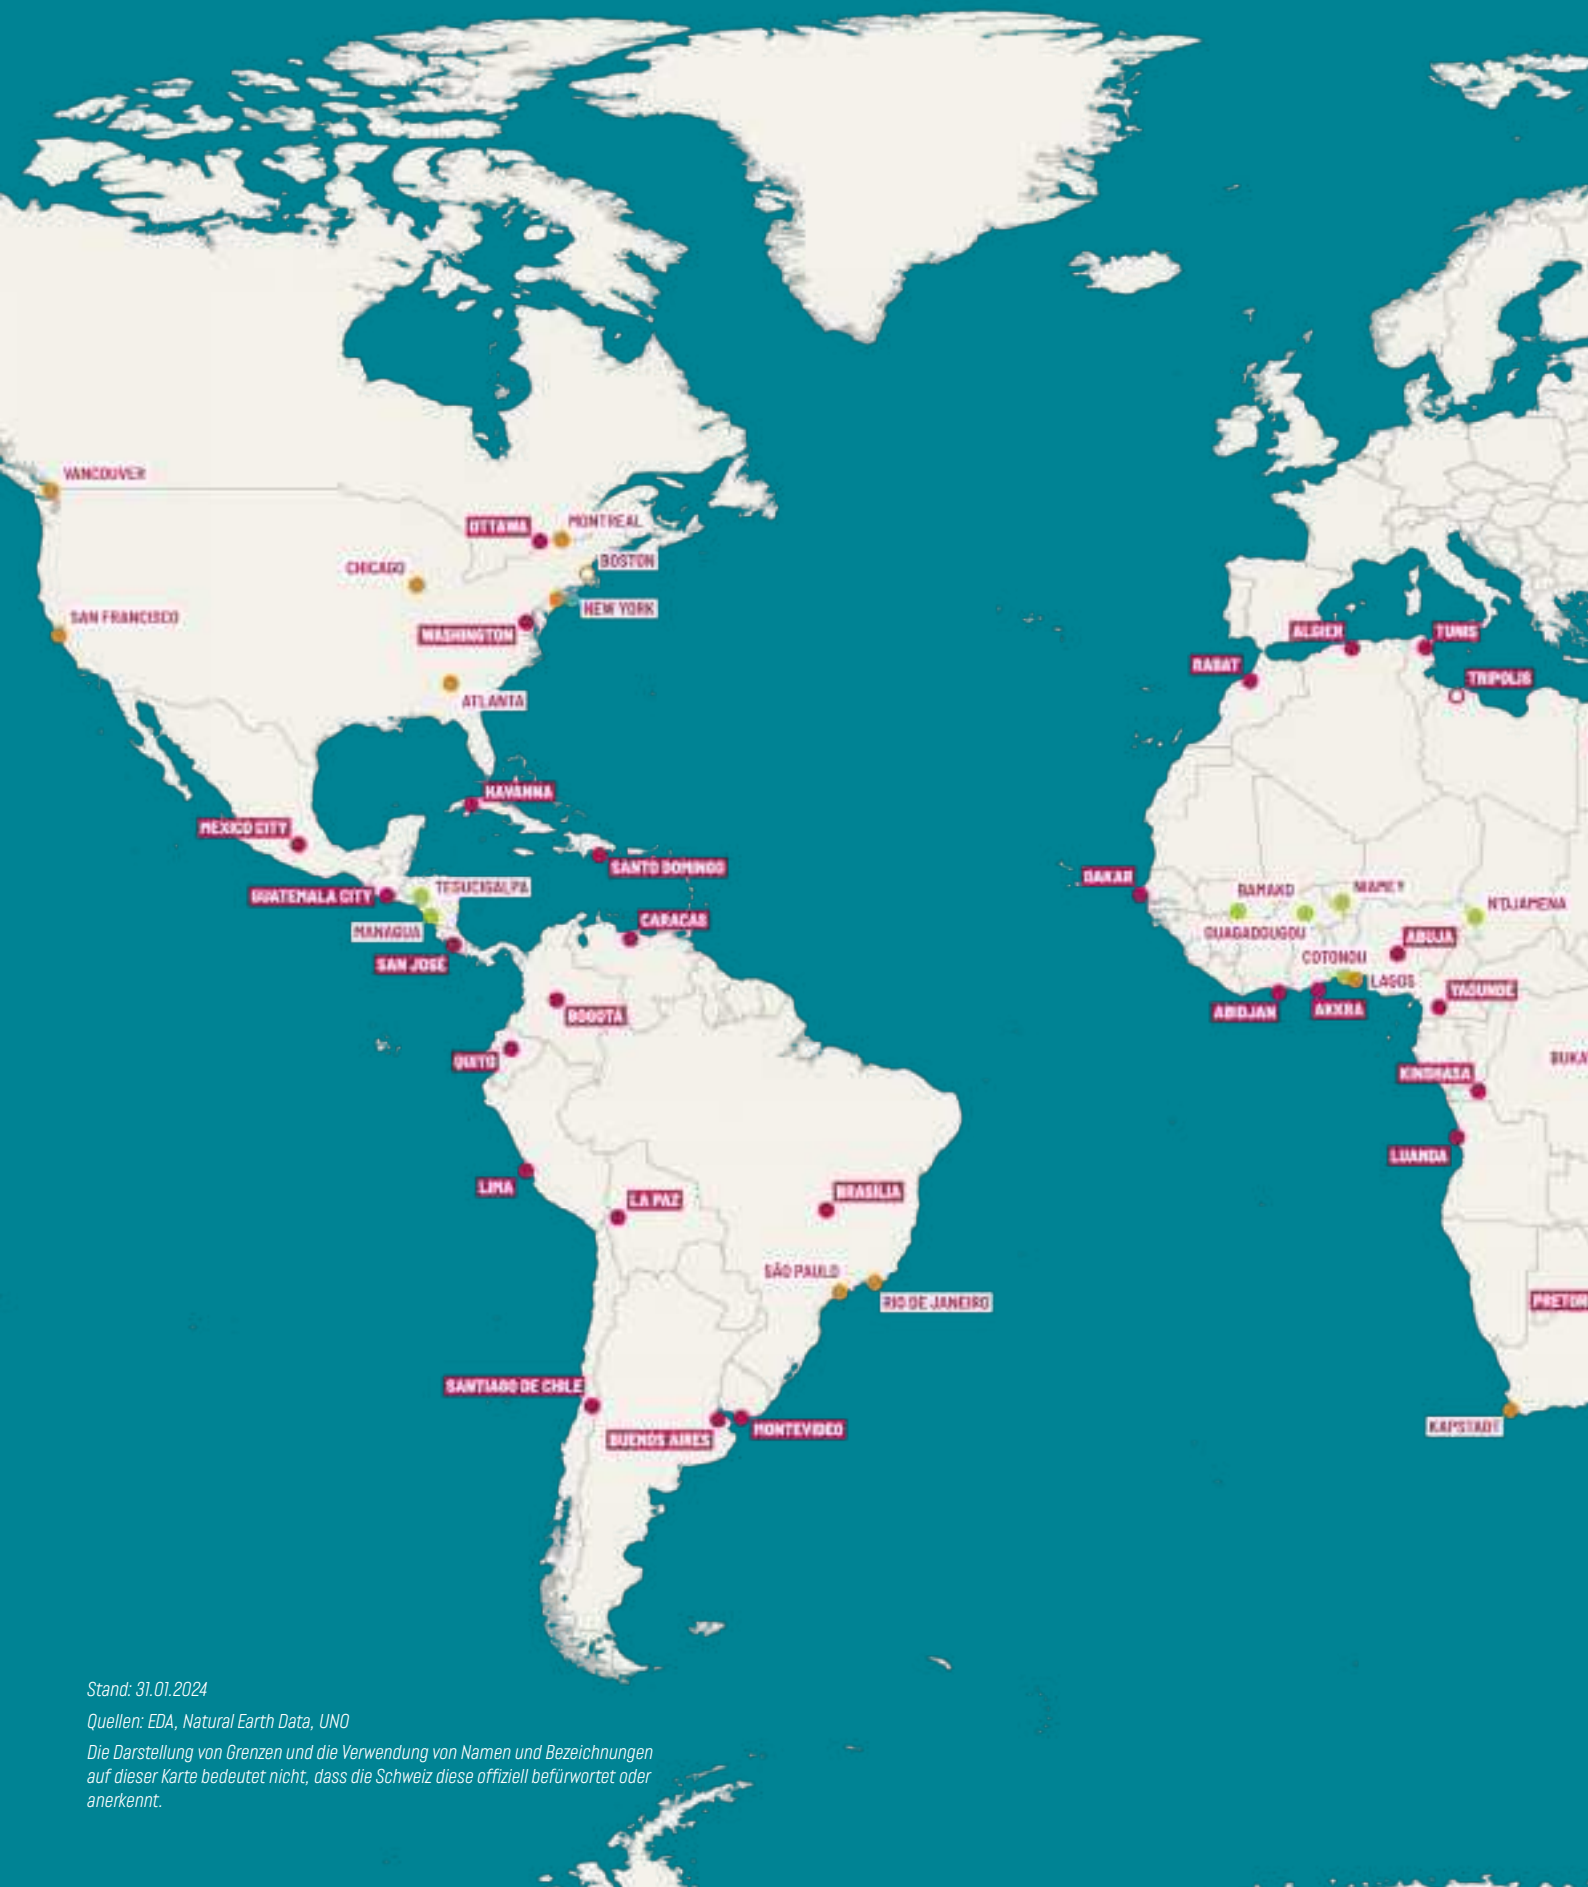 VANCOUVER
OTTAWA
MONTREAL
BOSTON
CHICAGO
NEW YORK
SAN FRANCISCO
WASHINGTON
ATLANTA
ALGIER
TUNIS
RABAT
TRIPOLIS
HAVANNA
MEXICO CITY
SANTO DOMINGO
GUATEMALA CITY
TEGUCIGALPA
DAKAR
BAMAKO
NIAMEY
N'DJAMENA
MANAGUA
CARACAS
OUAGADOUGOU
ABUJA
SAN JOSÉ
COTONOU
LAGOS
YAOUNDE
BOGOTÁ
ABIDJAN
AKKRA
QUITO
BUKA
KINSHASA
LUANDA
LIMA
LA PAZ
BRASÍLIA
SÃO PAULO
RIO DE JANEIRO
PRETOR
SANTIAGO DE CHILE
BUENOS AIRES
MONTEVIDEO
KAPSTADT
Stand: 31.01.2024
Quellen: EDA, Natural Earth Data, UNO
Die Darstellung von Grenzen und die Verwendung von Namen und Bezeichnungen
auf dieser Karte bedeutet nicht, dass die Schweiz diese offiziell befürwortet oder
anerkennt.